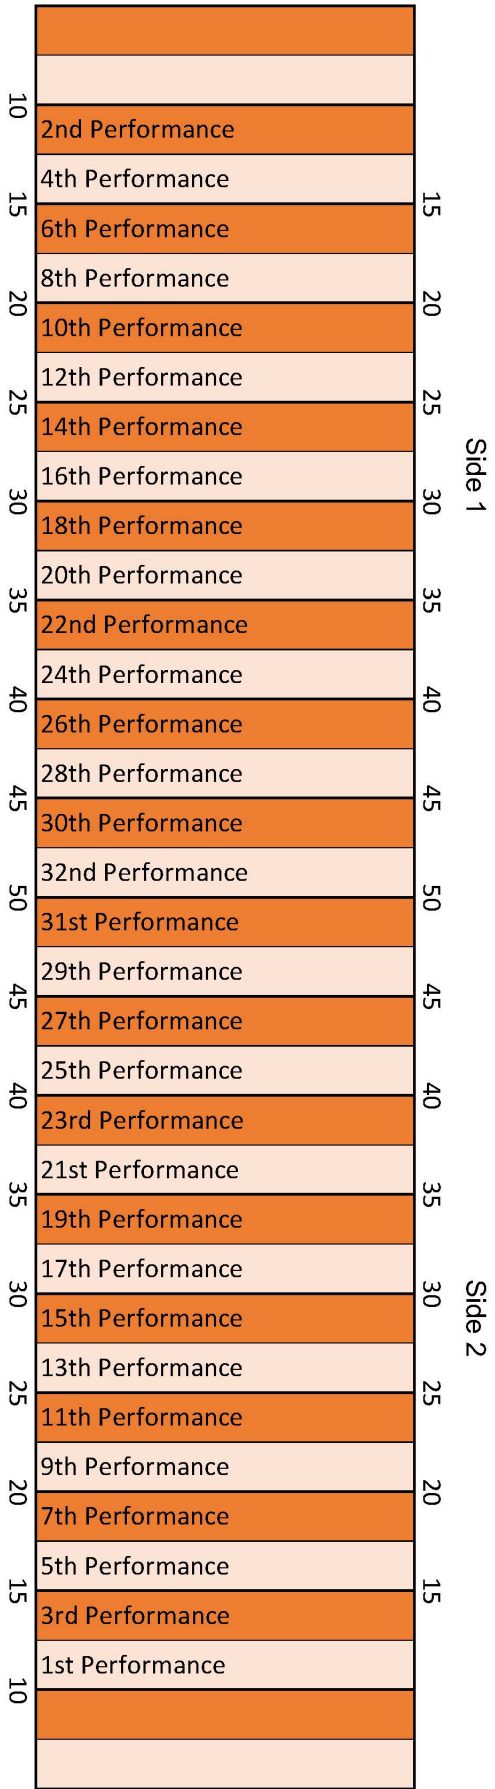 10
2nd Performance
4th Performance
15 15
6th Performance
8th Performance
20 20
10th Performance
12th Performance
25 25
14th Performance
Side 1
16th Performance
30 30
18th Performance
20th Performance
35 35
22nd Performance
24th Performance
40 40
26th Performance
28th Performance
45 45
30th Performance
32nd Performance
50 50
31st Performance
29th Performance
45 45
27th Performance
25th Performance
40 40
23rd Performance
21st Performance
35 35
19th Performance
17th Performance
30 30
Side 2
15th Performance
13th Performance
25 25
11th Performance
9th Performance
20 20
7th Performance
5th Performance
15 15
3rd Performance
1st Performance
10